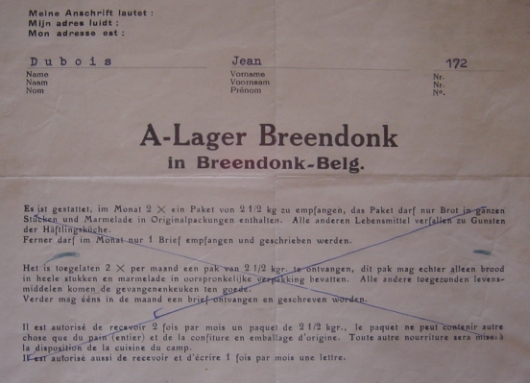 Meine Anschrift lautet :
Mijn adres luidt :
Mon adresse est :
Dubois Jean 172
Name Vorname Nr.
Naam Voornaam Nr.
Nom Prénom No.
A-Lager Breendonk
in Breendonk-Belg.
Es ist gestattet, im Monat 2 X ein Paket von 2 1/2 kg zu empfangen, das Paket darf nur Brot in ganzen
Stücken und Marmelade in Originalpackungen enthalten. Alle anderen Lebensmittel verfallen zu Gunsten
der Häftlingsküche.
Ferner darf im Monat nur 1 Brief empfangen und geschrieben werden.
Het is toegelaten 2 X per maand een pak van 2 1/2 kgr. te ontvangen, dit pak mag echter alleen brood
in heele stukken en marmelade in oorspronkelijke verpakking bevatten. Alle andere toegezonden levens-
middelen komen de gevangenenkeuken ten goede.
Verder mag ééns in de maand een brief ontvangen en geschreven worden.
Il est autorisé de recevoir 2 fois par mois un paquet de 2 1/2 kgr., le paquet ne peut contenir autre
chose que du pain (entier) et de la confiture en emballage d'origine. Toute autre nourriture sera mise à
la disposition de la cuisine du camp.
Il est autorisé aussi de recevoir et d'écrire 1 fois par mois une lettre.